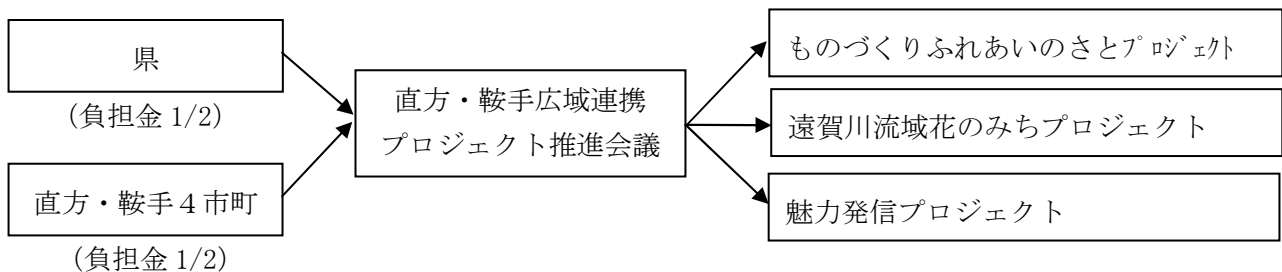 県
(負担金 1/2)
直方・鞍手４市町
(負担金 1/2)
直方・鞍手広域連携
プロジェクト推進会議
ものづくりふれあいのさとﾌﾟﾛｼﾞｪｸﾄ
遠賀川流域花のみちプロジェクト
魅力発信プロジェクト